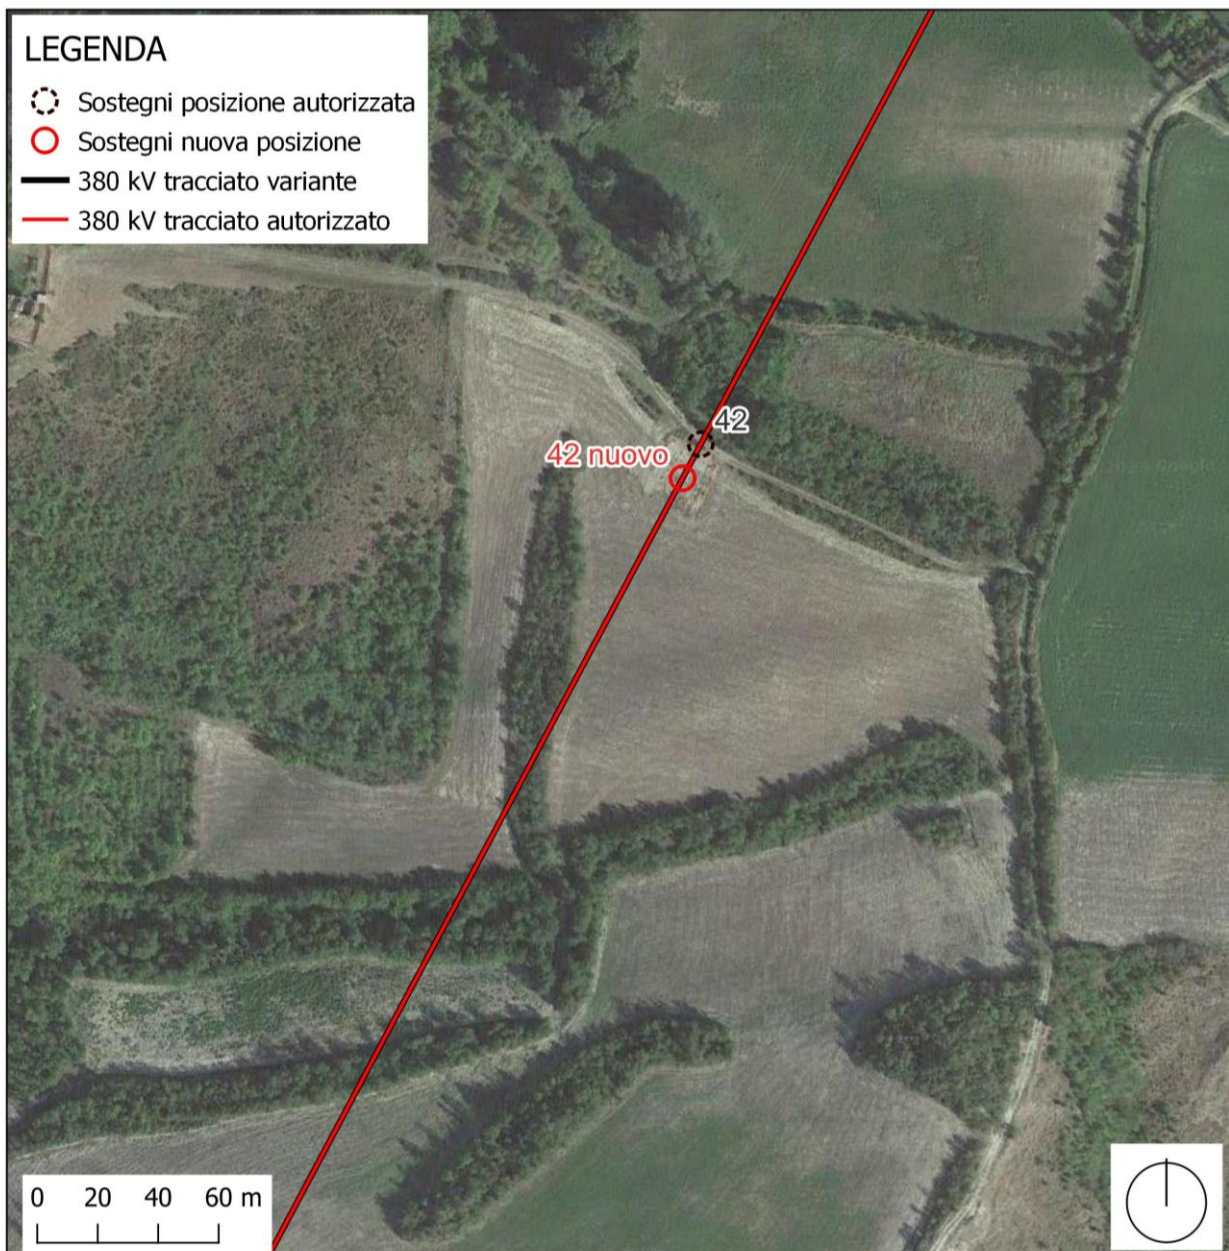 LEGENDA
Sostegni posizione autorizzata
Sostegni nuova posizione
380 kV tracciato variante
380 kV tracciato autorizzato
42
42 nuovo
0 20 40 60 m